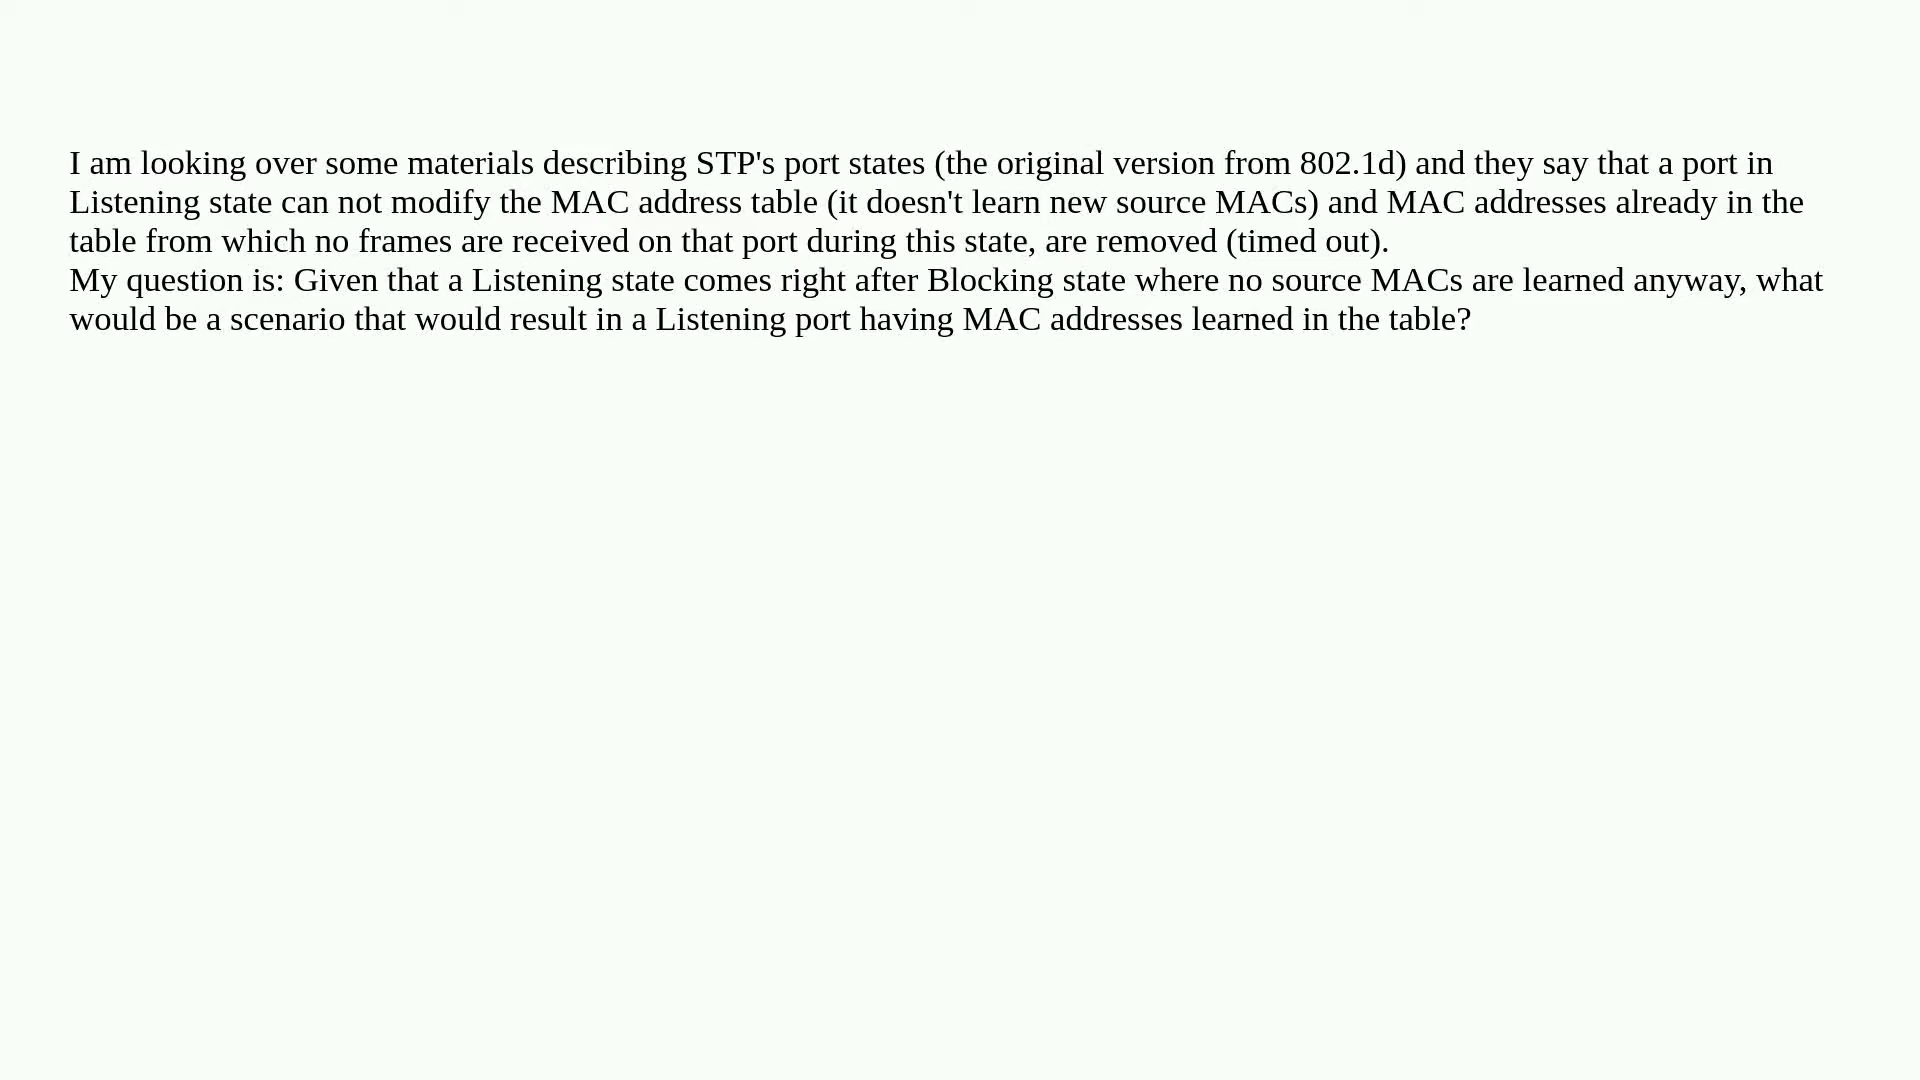 I am looking over some materials describing STP's port states (the original version from 802.1d) and they say that a port in
Listening state can not modify the MAC address table (it doesn't learn new source MACs) and MAC addresses already in the
table from which no frames are received on that port during this state, are removed (timed out).
My question is: Given that a Listening state comes right after Blocking state where no source MACs are learned anyway, what
would be a scenario that would result in a Listening port having MAC addresses learned in the table?